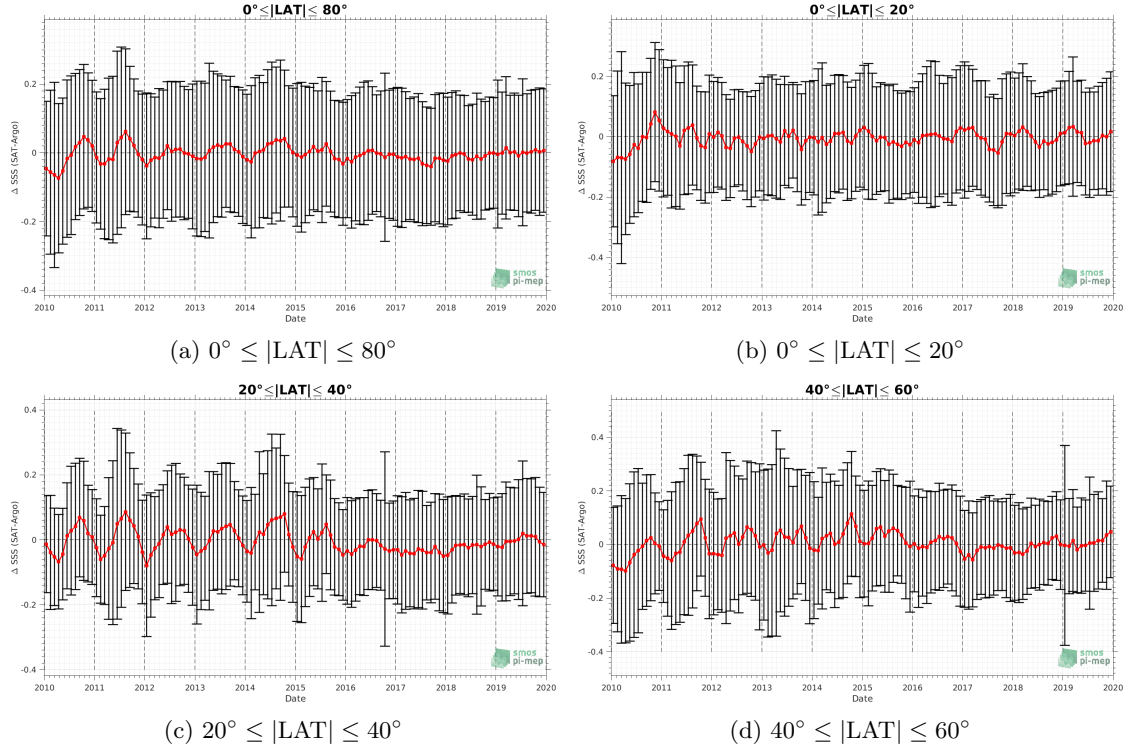 0°≤|LAT|≤ 80°
Δ SSS (SAT-Argo)
0.2
0
-0.2
-0.4
2010 2011 2012 2013 2014 2015 2016 2017 2018 2019 2020
Date
smos
pi-mep
(a) 0° ≤ |LAT| ≤ 80°
0°≤|LAT|≤ 20°
Δ SSS (SAT-Argo)
0.2
0
-0.2
-0.4
2010 2011 2012 2013 2014 2015 2016 2017 2018 2019 2020
Date
smos
pi-mep
(b) 0° ≤ |LAT| ≤ 20°
20°≤|LAT|≤ 40°
Δ SSS (SAT-Argo)
0.4
0.2
0
-0.2
-0.4
2010 2011 2012 2013 2014 2015 2016 2017 2018 2019 2020
Date
smos
pi-mep
(c) 20° ≤ |LAT| ≤ 40°
40°≤|LAT|≤ 60°
Δ SSS (SAT-Argo)
0.4
0.2
0
-0.2
-0.4
2010 2011 2012 2013 2014 2015 2016 2017 2018 2019 2020
Date
smos
pi-mep
(d) 40° ≤ |LAT| ≤ 60°